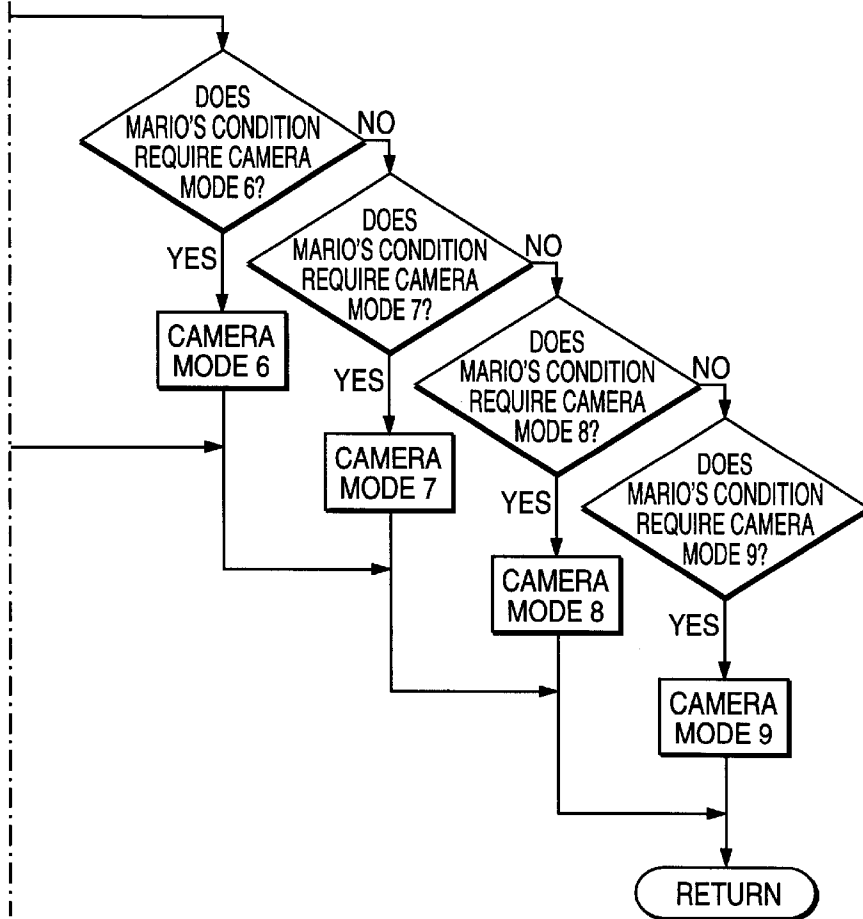 DOES
MARIO'S CONDITION
REQUIRE CAMERA
MODE 6?
NO
YES
CAMERA
MODE 6
DOES
MARIO'S CONDITION
REQUIRE CAMERA
MODE 7?
NO
YES
CAMERA
MODE 7
DOES
MARIO'S CONDITION
REQUIRE CAMERA
MODE 8?
NO
YES
CAMERA
MODE 8
DOES
MARIO'S CONDITION
REQUIRE CAMERA
MODE 9?
YES
CAMERA
MODE 9
RETURN